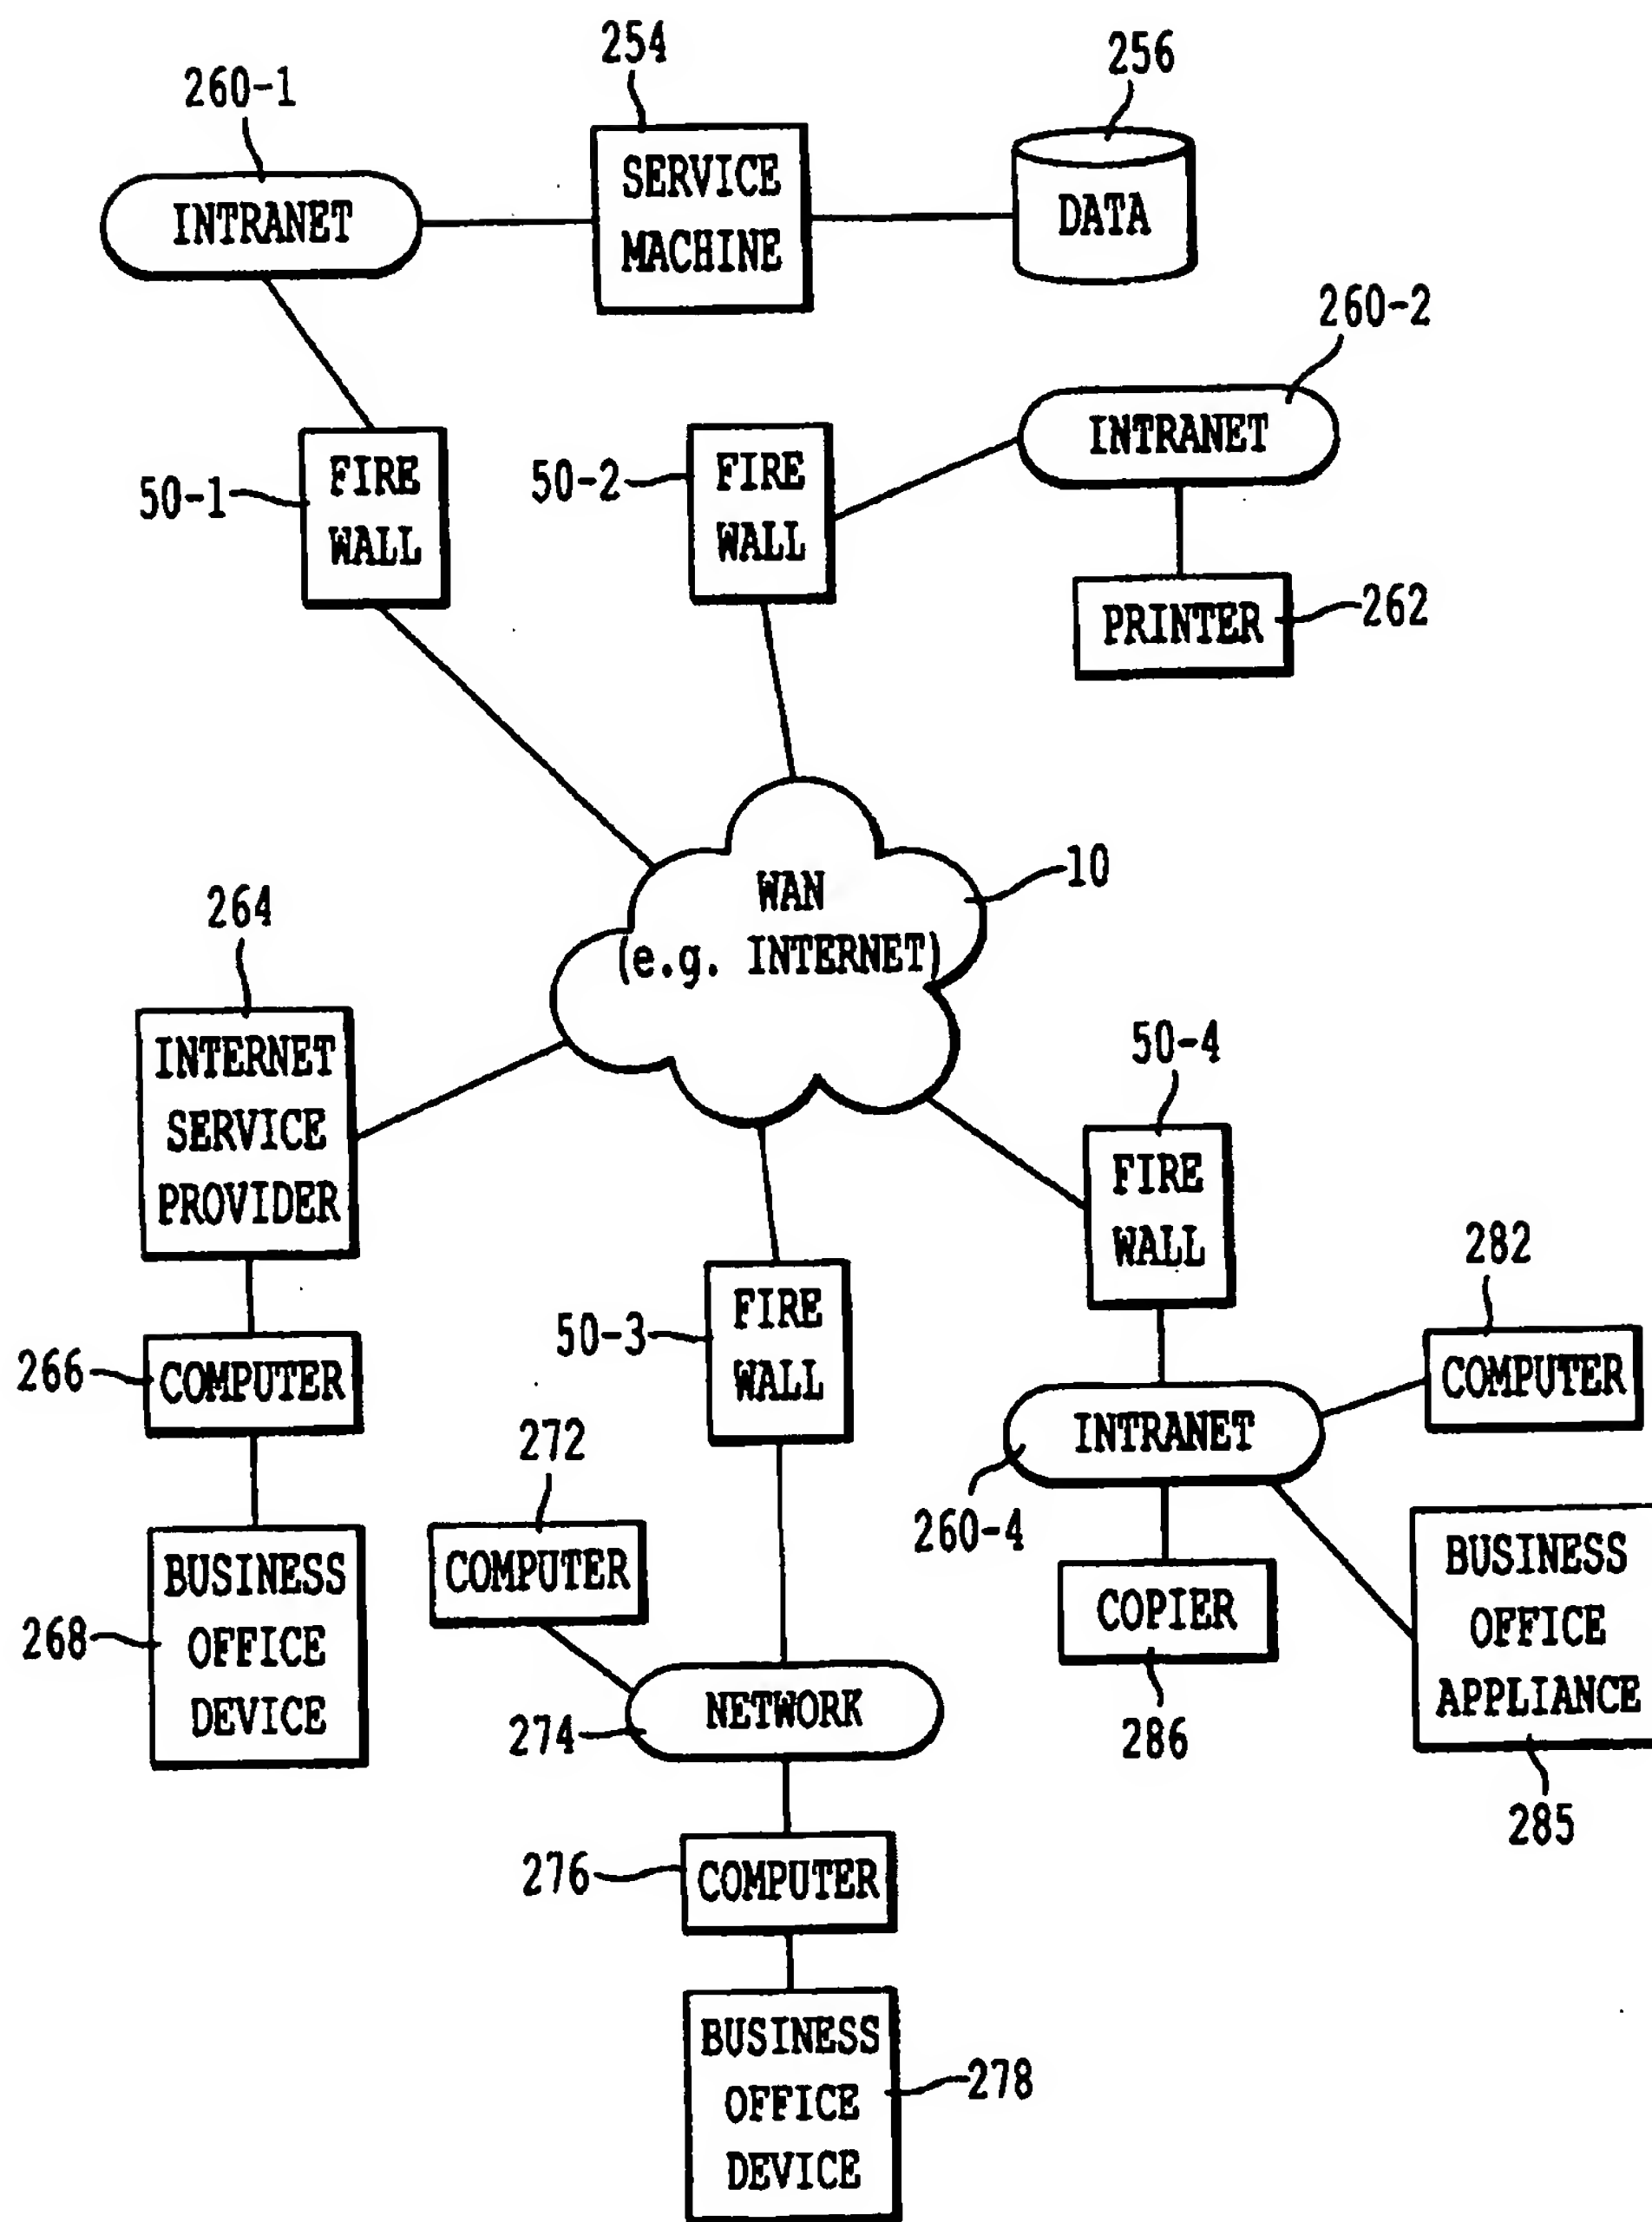 254
256
260-1
SERVICE
MACHINE
INTRANET
DATA
260-2
INTRANET
FIRE
WALL
50-1
FIRE
WALL
50-2
PRINTER
262
WAN
(e.g. INTERNET)
10
264
INTERNET
SERVICE
PROVIDER
50-4
FIRE
WALL
282
FIRE
WALL
50-3
COMPUTER
266
COMPUTER
INTRANET
272
260-4
COMPUTER
BUSINESS
OFFICE
DEVICE
268
COPIER
BUSINESS
OFFICE
APPLIANCE
NETWORK
274
286
285
276
COMPUTER
BUSINESS
OFFICE
DEVICE
278